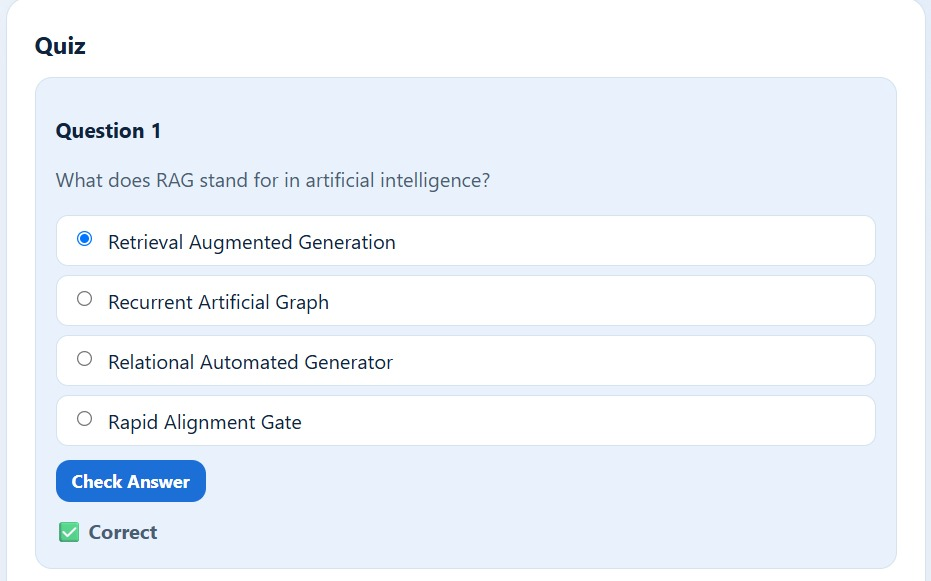 Quiz
Question 1
What does RAG stand for in artificial intelligence?
Retrieval Augmented Generation
Recurrent Artificial Graph
Relational Automated Generator
Rapid Alignment Gate
Check Answer
✅ Correct